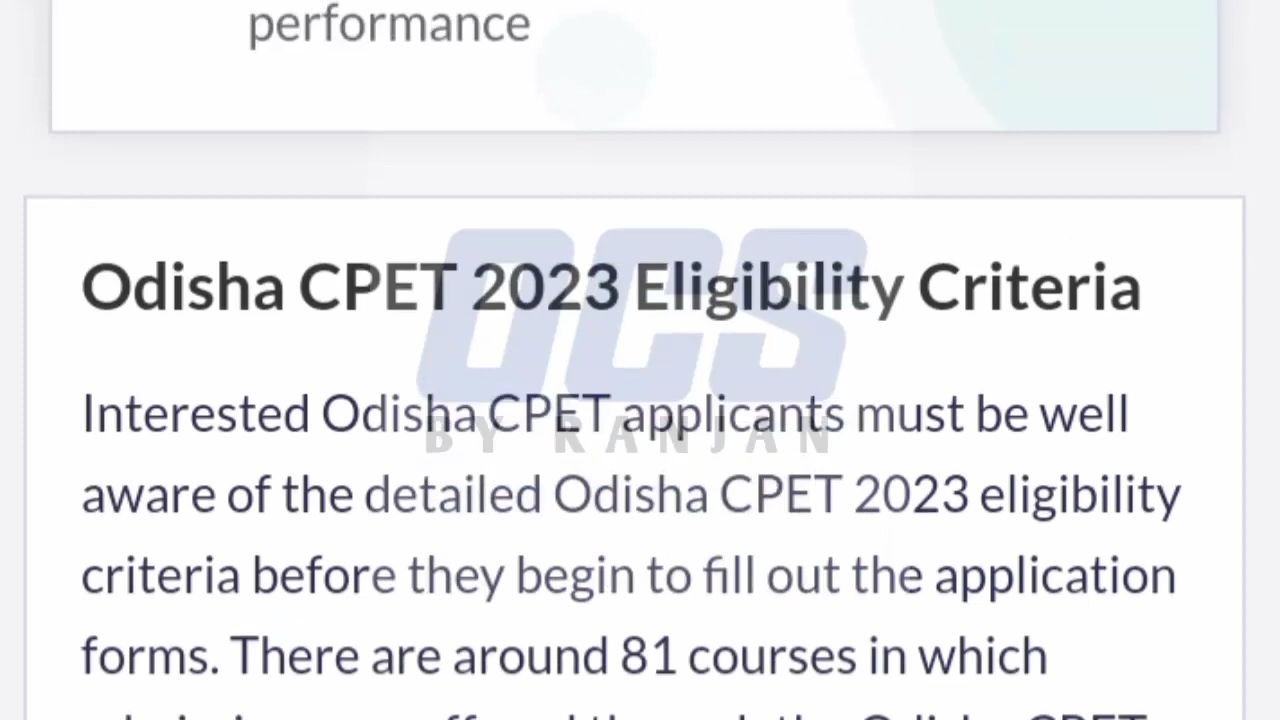 performance
OCS
BY RANJAN
Odisha CPET 2023 Eligibility Criteria
Interested Odisha CPET applicants must be well
aware of the detailed Odisha CPET 2023 eligibility
criteria before they begin to fill out the application
forms. There are around 81 courses in which